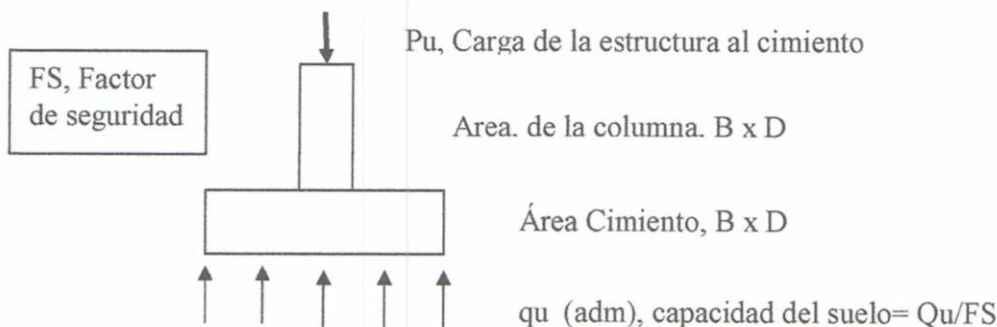 Pu, Carga de la estructura al cimiento
FS, Factor
de seguridad
Area. de la columna. B x D
Área Cimiento, B x D
qu (adm), capacidad del suelo= Qu/FS